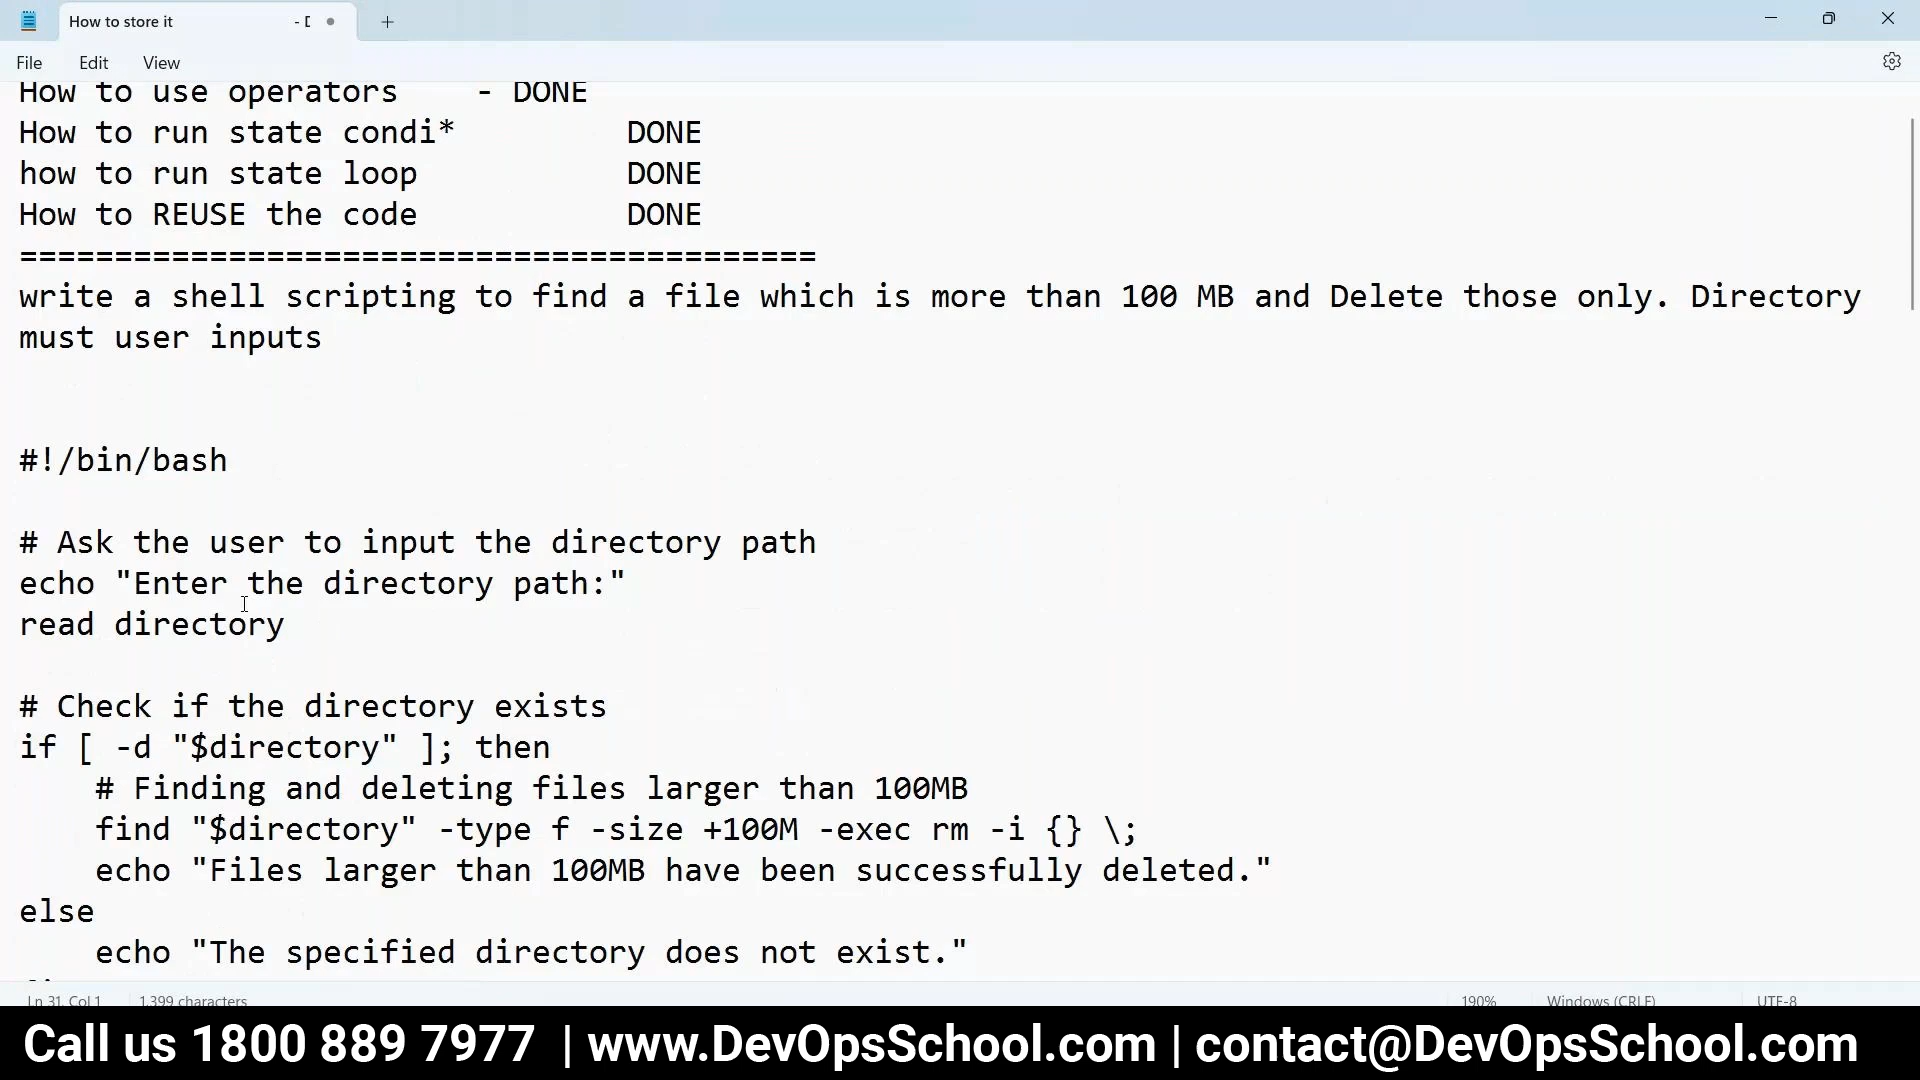 How to store it - D
File Edit View
How to use operators - DONE
How to run state condi* DONE
how to run state loop DONE
How to REUSE the code DONE
==========================================
write a shell scripting to find a file which is more than 100 MB and Delete those only. Directory
must user inputs
#!/bin/bash
# Ask the user to input the directory path
echo "Enter the directory path:"
read directory
# Check if the directory exists
if [ -d "$directory" ]; then
    # Finding and deleting files larger than 100MB
    find "$directory" -type f -size +100M -exec rm -i {} \;
    echo "Files larger than 100MB have been successfully deleted."
else
    echo "The specified directory does not exist."
Ln 31, Col 1 1,399 characters 190% Windows (CRLF) UTF-8
Call us 1800 889 7977 | www.DevOpsSchool.com | contact@DevOpsSchool.com